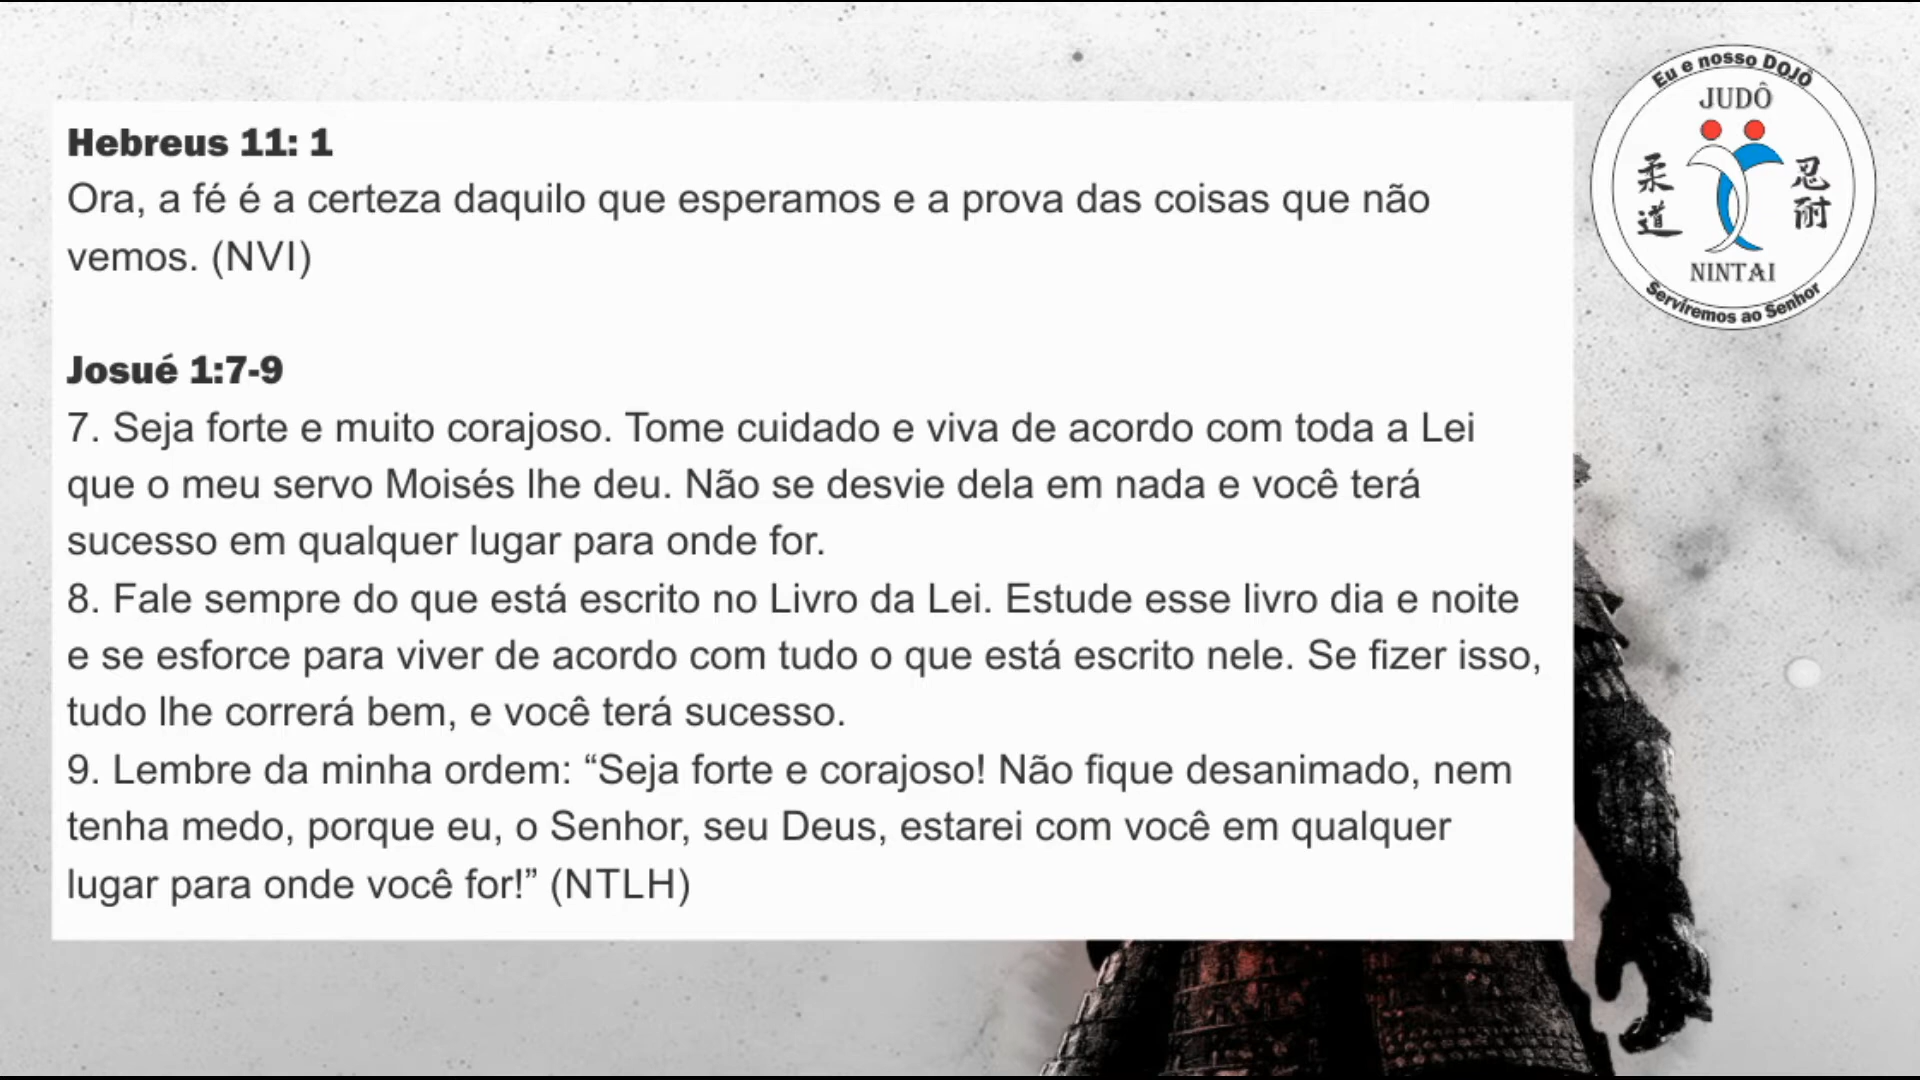 Hebreus 11: 1
Ora, a fé é a certeza daquilo que esperamos e a prova das coisas que não
vemos. (NVI)
Josué 1:7-9
7. Seja forte e muito corajoso. Tome cuidado e viva de acordo com toda a Lei
que o meu servo Moisés lhe deu. Não se desvie dela em nada e você terá
sucesso em qualquer lugar para onde for.
8. Fale sempre do que está escrito no Livro da Lei. Estude esse livro dia e noite
e se esforce para viver de acordo com tudo o que está escrito nele. Se fizer isso,
tudo lhe correrá bem, e você terá sucesso.
9. Lembre da minha ordem: “Seja forte e corajoso! Não fique desanimado, nem
tenha medo, porque eu, o Senhor, seu Deus, estarei com você em qualquer
lugar para onde você for!” (NTLH)
Eu e nosso DOJÔ
JUDÔ
柔道
忍耐
NINTAI
Serviremos ao Senhor